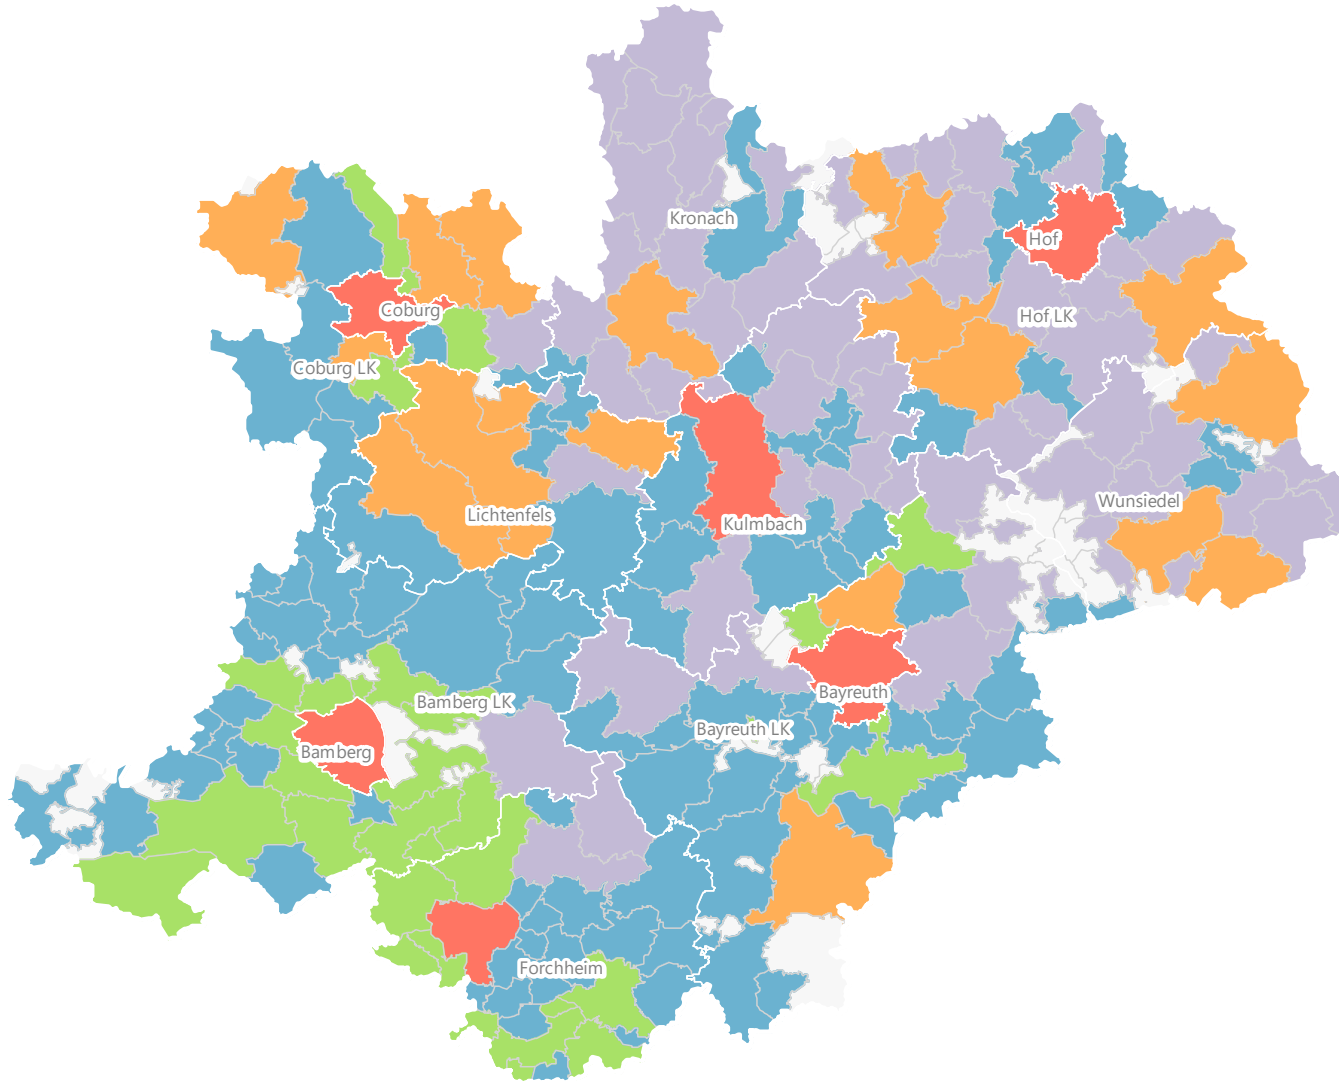 Kronach
Hof
Coburg
Hof LK
Coburg LK
Wunsiedel
Lichtenfels
Kulmbach
Bayreuth
Bamberg LK
Bayreuth LK
Bamberg
Forchheim